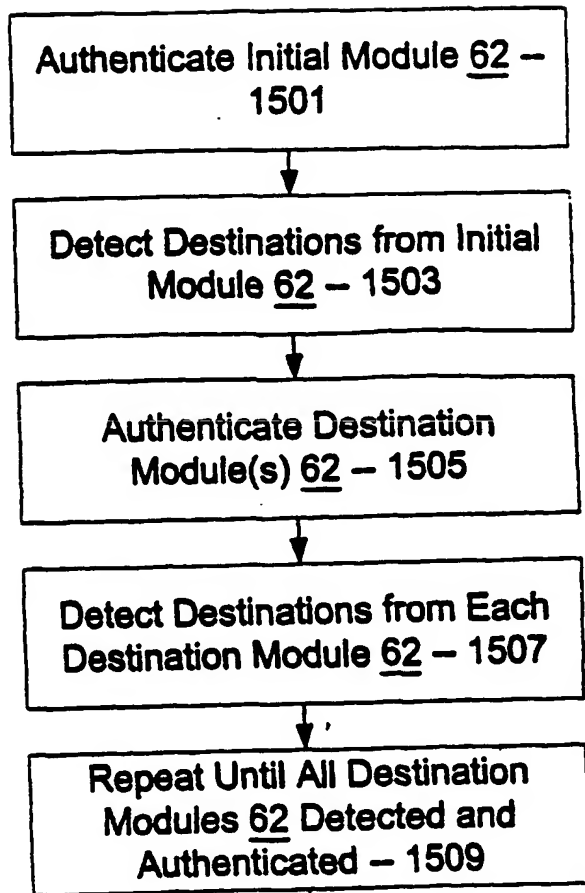 Authenticate Initial Module 62 –
1501
Detect Destinations from Initial
Module 62 – 1503
Authenticate Destination
Module(s) 62 – 1505
Detect Destinations from Each
Destination Module 62 – 1507
Repeat Until All Destination
Modules 62 Detected and
Authenticated – 1509